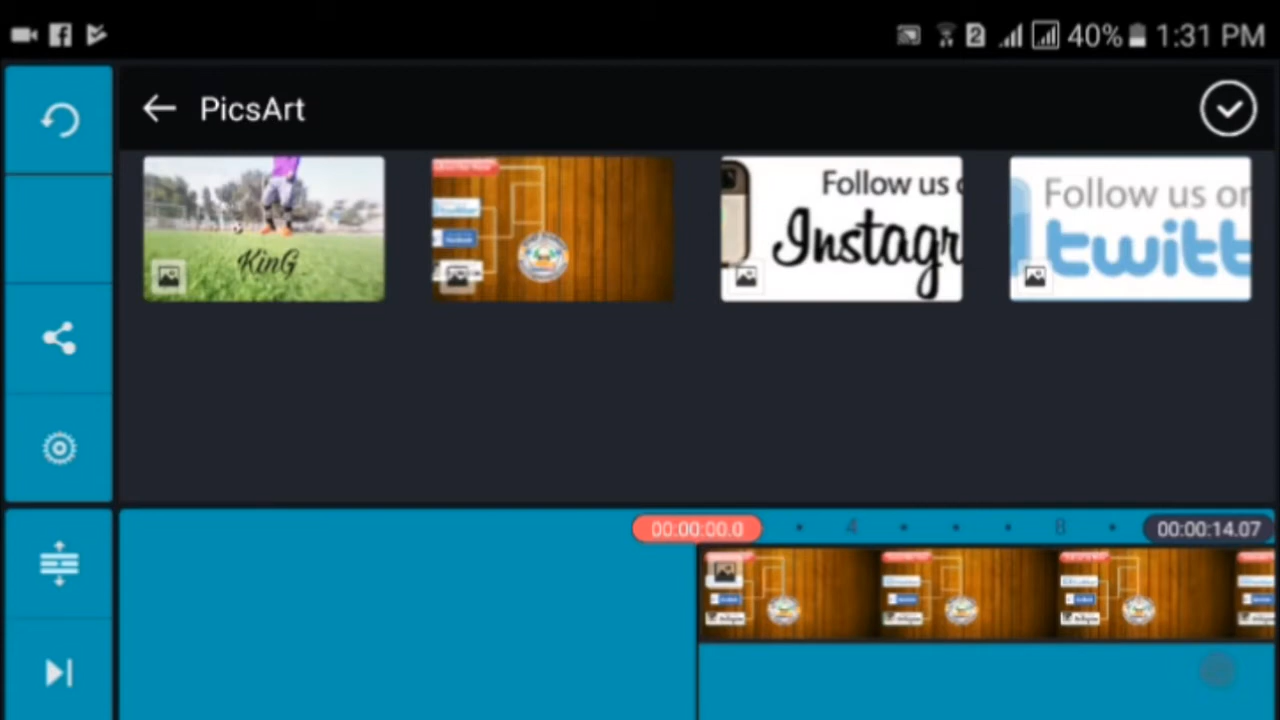 2 40% 1:31 PM
PicsArt
KinG
Follow us o
Instagr
Follow us on
twitt
00:00:00.0 4 8 00:00:14.07